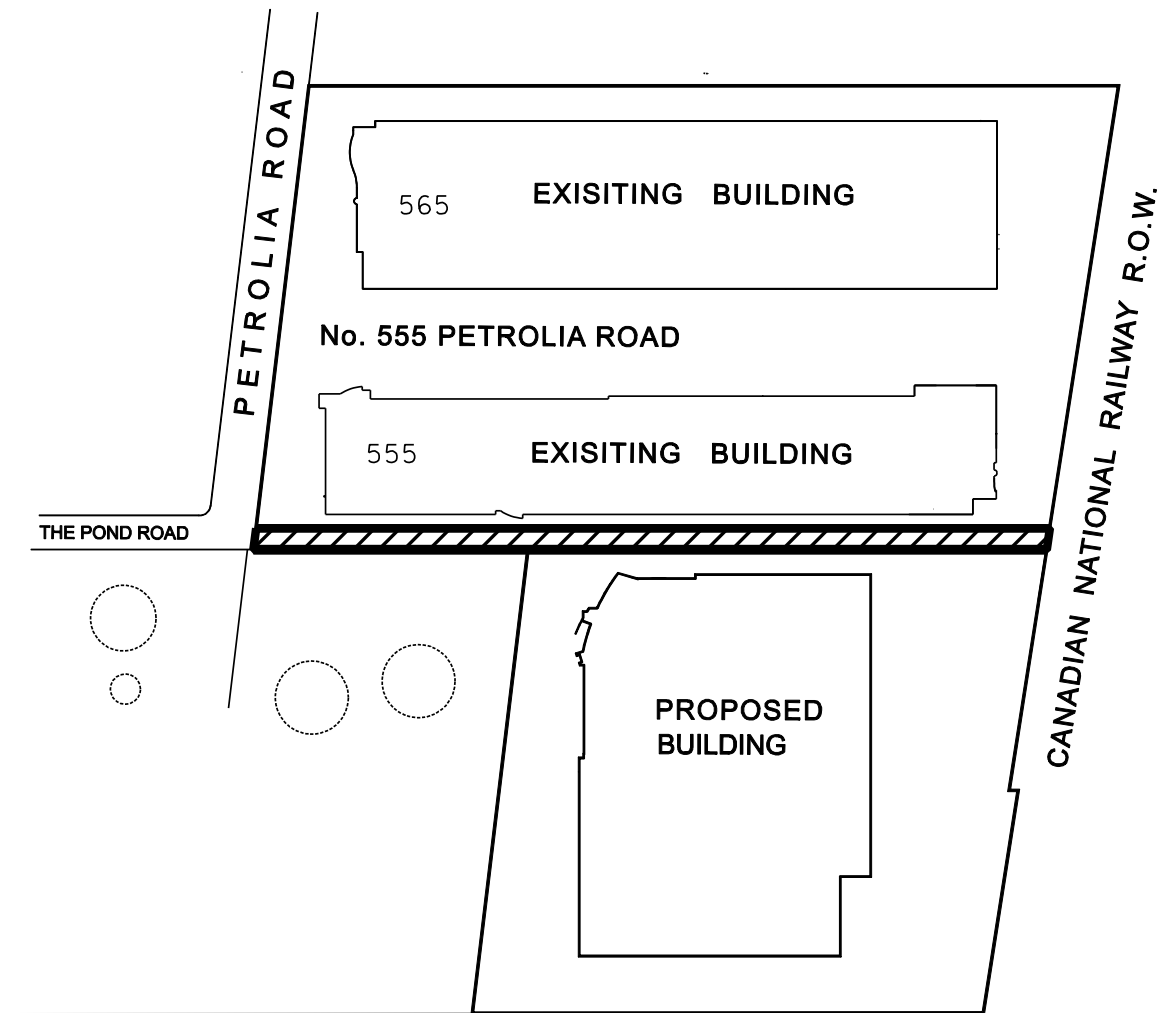 PETROLIA ROAD
565
EXISITING BUILDING
No. 555 PETROLIA ROAD
555
EXISITING BUILDING
THE POND ROAD
CANADIAN NATIONAL RAILWAY R.O.W.
PROPOSED
BUILDING